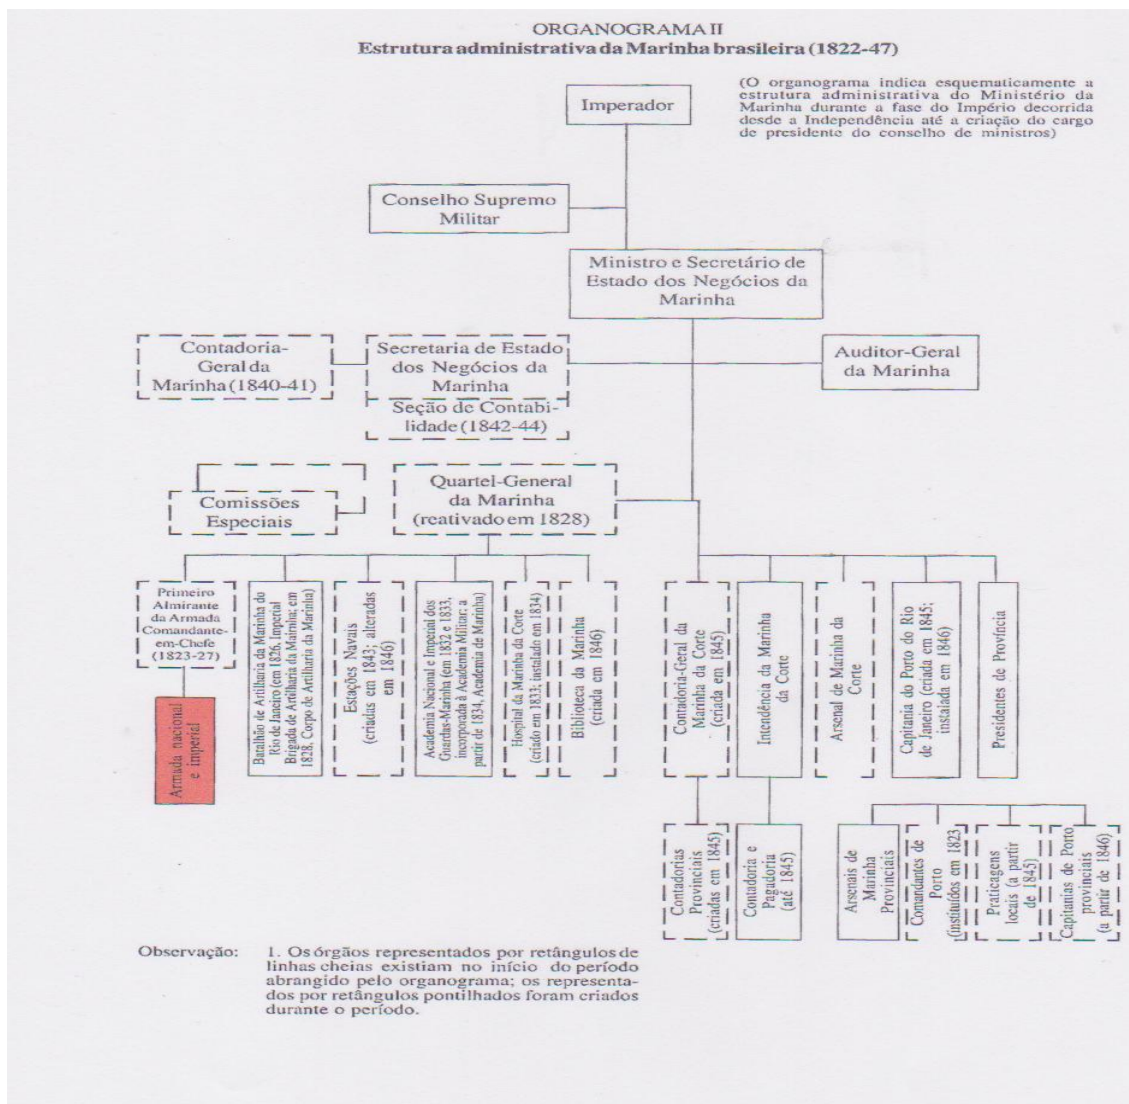 ORGANOGRAMA II
Estrutura administrativa da Marinha brasileira (1822-47)
(O organograma indica esquematicamente a
estrutura administrativa do Ministério da
Marinha durante a fase do Império decorrida
desde a Independência até a criação do cargo
de presidente do conselho de ministros)
Imperador
Conselho Supremo
Militar
Ministro e Secretário de
Estado dos Negócios da
Marinha
Contadoria-
Geral da
Marinha (1840-41)
Secretaria de Estado
dos Negócios da
Marinha
Seção de Contabi-
lidade (1842-44)
Auditor-Geral
da Marinha
Comissões
Especiais
Quartel-General
da Marinha
(reativado em 1828)
Primeiro
Almirante
da Armada
Comandante-
em-Chefe
(1823-27)
Armada nacional
e imperial
Batalhão de Artilharia da Marinha do
Rio de Janeiro (em 1826, Imperial
Brigada de Artilharia da Mairnha; em
1828, Corpo de Artilharia da Marinha)
Estações Navais
(criadas em 1843; alteradas
em 1846)
Academia Nacional e Imperial dos
Guardas-Marinha (em 1832 e 1833,
incorporada à Academia Militar; a
partir de 1834, Academia de Marinha)
Hospital da Marinha da Corte
(criado em 1833; instalado em 1834)
Biblioteca da Marinha
(criada em 1846)
Contadoria-Geral da
Marinha da Corte
(criada em 1845)
Intendência da Marinha
da Corte
Arsenal de Marinha da
Corte
Capitania do Porto do Rio
de Janeiro (criada em 1845;
instalada em 1846)
Presidentes de Província
Contadorias
Provinciais
(criadas em 1845)
Contadoria e
Pagadoria
(até 1845)
Arsenais de
Marinha
Provinciais
Comandantes de
Porto
(instituídos em 1823
Praticagens
locais (a partir
de 1845)
Capitanias de Porto
provinciais
(a partir de 1846)
Observação: 1. Os órgãos representados por retângulos de
linhas cheias existiam no início do período
abrangido pelo organograma; os representa-
dos por retângulos pontilhados foram criados
durante o período.